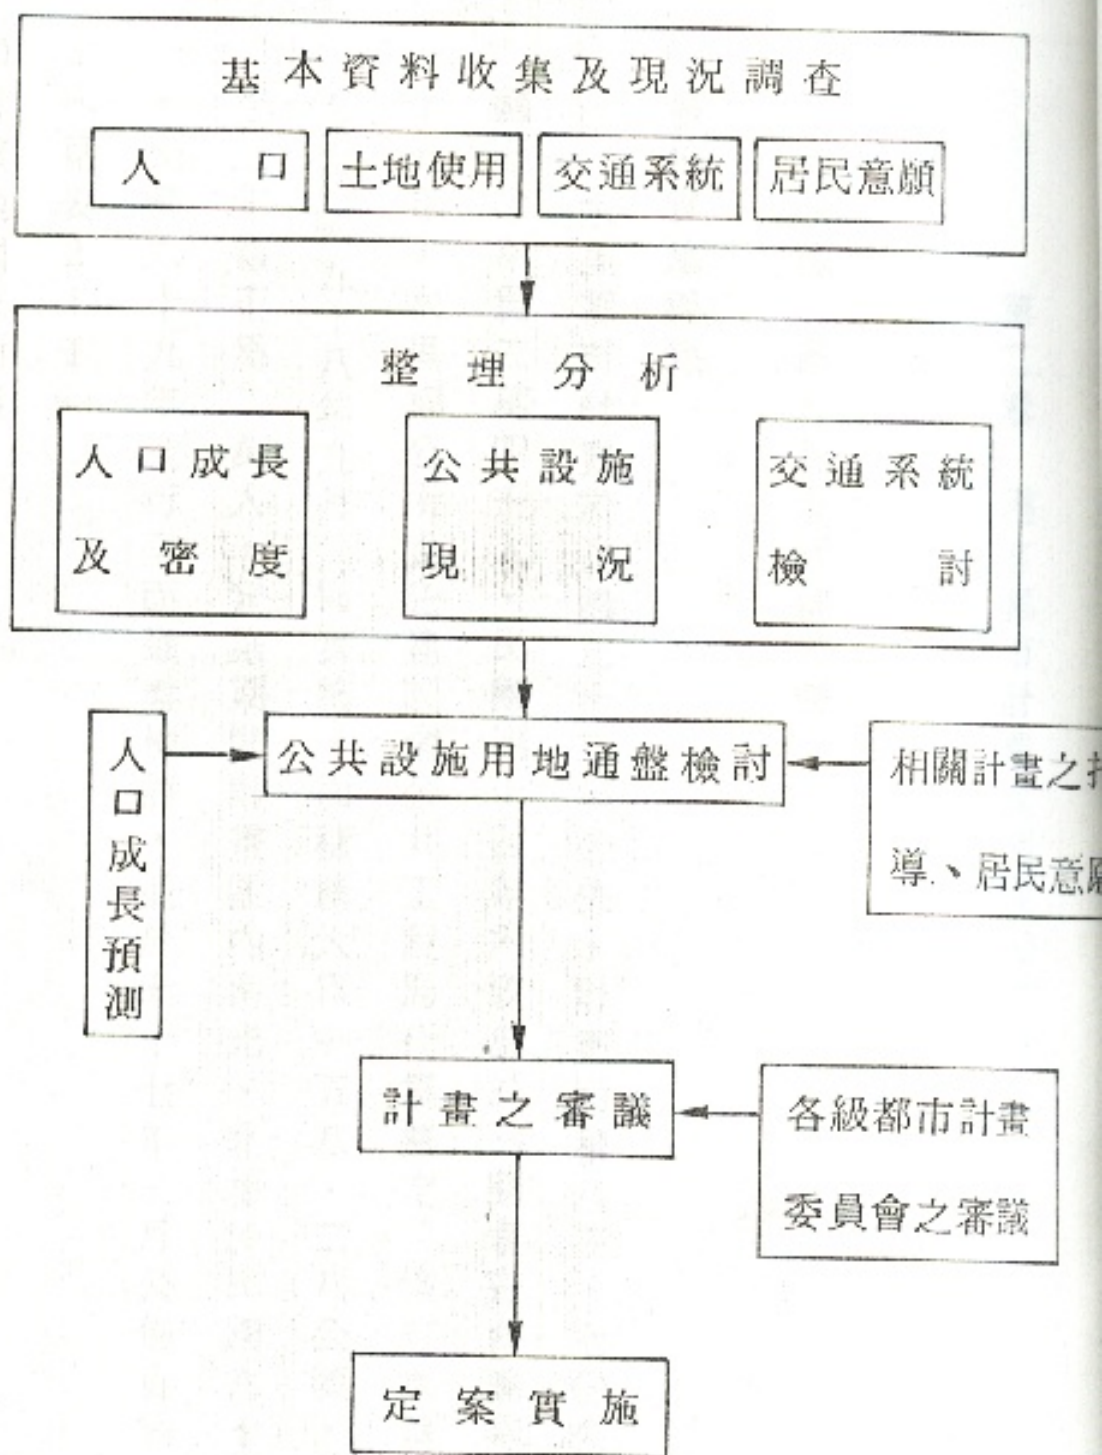 基本資料收集及現況調查
人口
土地使用
交通系統
居民意願
整理分析
人口成長
及密度
公共設施
現況
交通系統
檢討
人口成長預測
公共設施用地通盤檢討
相關計畫之
導、居民意願
計畫之審議
各級都市計畫
委員會之審議
定案實施